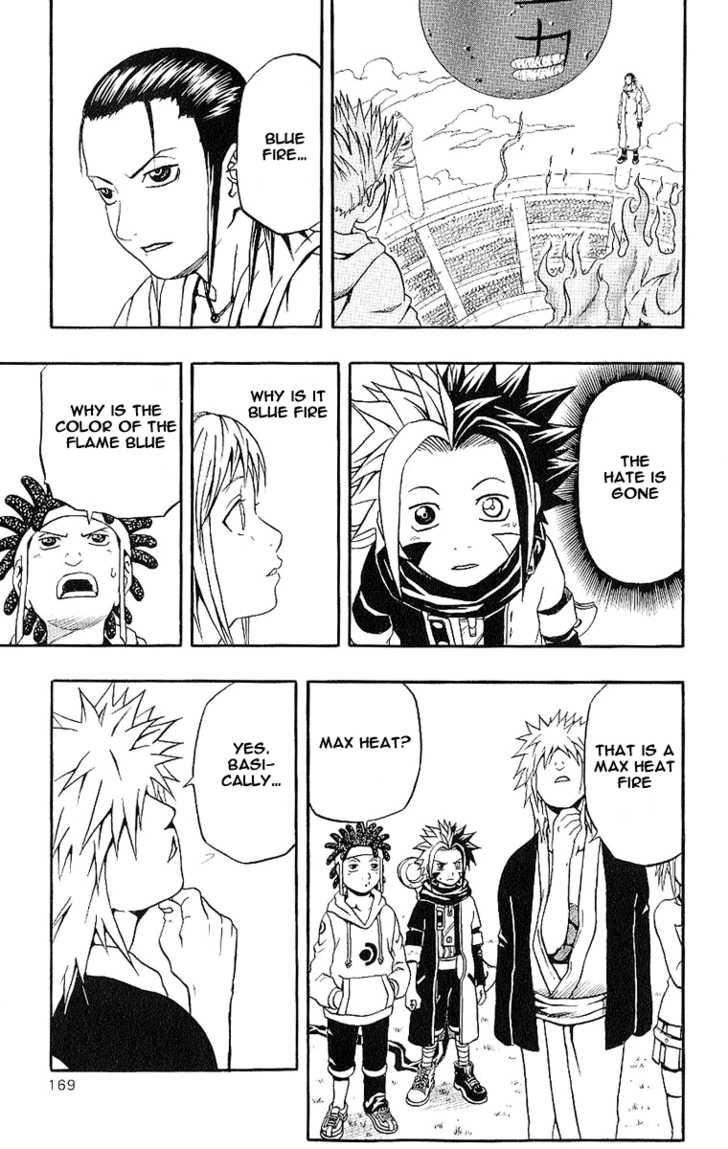 カ
BLUE
FIRE...
THE
HATE IS
GONE
WHY IS IT
BLUE FIRE
WHY IS THE
COLOR OF THE
FLAME BLUE
THAT IS A
MAX HEAT
FIRE
MAX HEAT?
YES.
BASI-
CALLY...
169